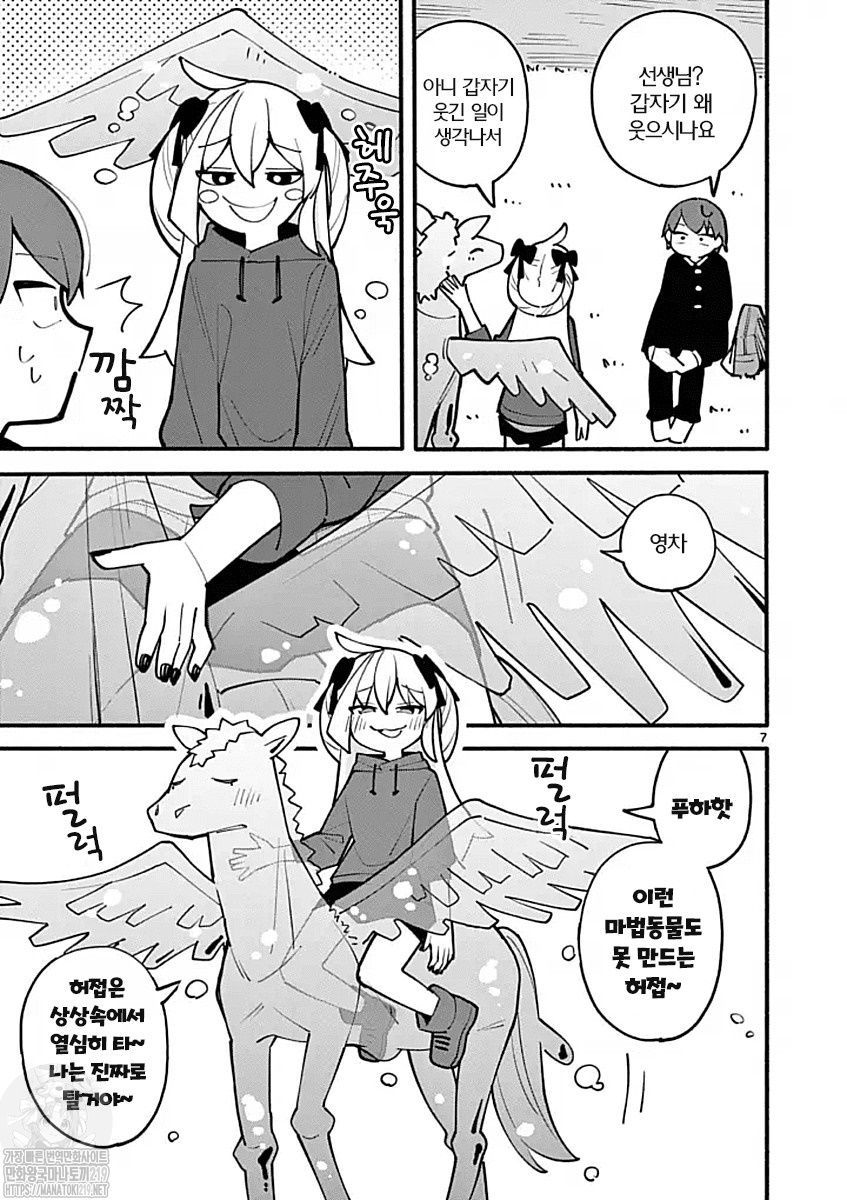 선생님?
갑자기 왜
웃으시나요
아니 갑자기
웃긴 일이
생각나서
헤주욱
깜짝
영차
7
푸하핫
이런
마법동물도
못 만드는
허접~
펄럭
펄럭
허접은
상상속에서
열심히 타~
나는 진짜로
탈거야~
가장 빠른 번역만화사이트
만화왕국마나토끼219
HTTPS://MANATOKI219.NET